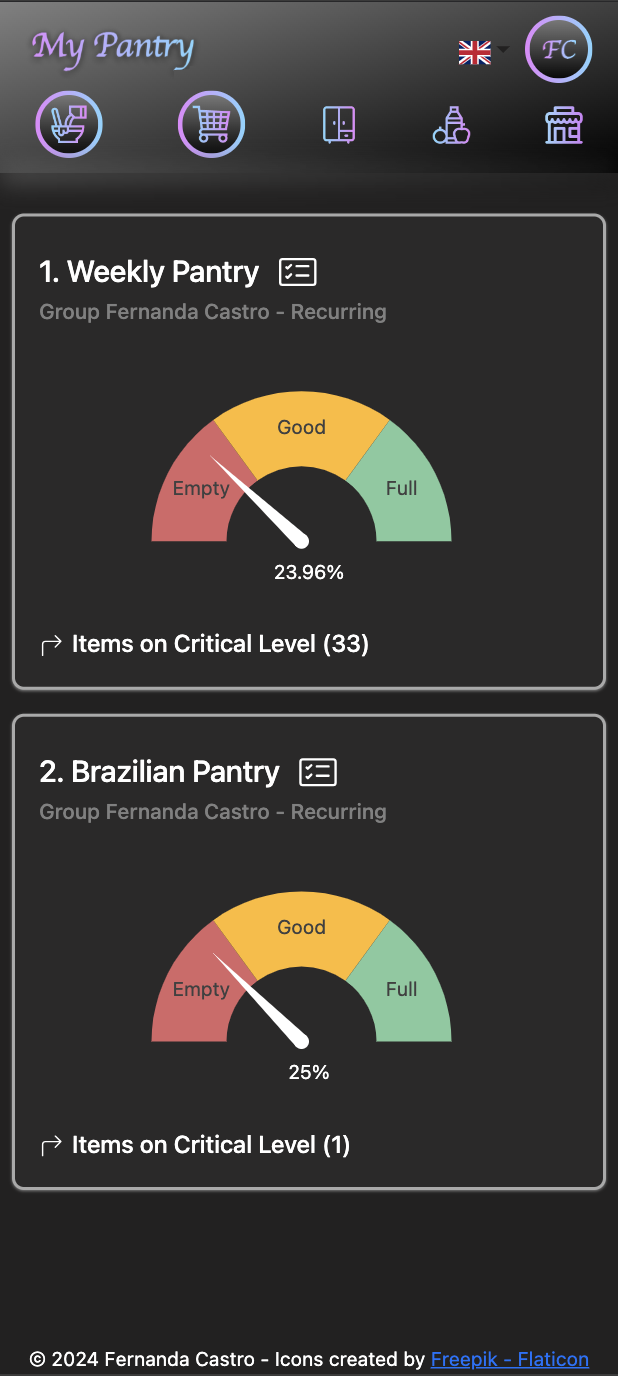 My Pantry
FC
1. Weekly Pantry
Group Fernanda Castro - Recurring
Good
Empty
Full
23.96%
Items on Critical Level (33)
2. Brazilian Pantry
Group Fernanda Castro - Recurring
Good
Empty
Full
25%
Items on Critical Level (1)
© 2024 Fernanda Castro - Icons created by Freepik - Flaticon